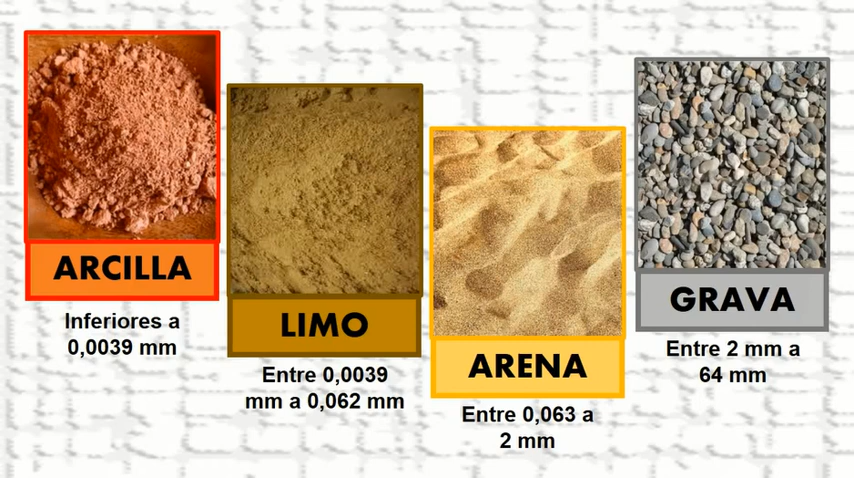 ARCILLA
Inferiores a
0,0039 mm
LIMO
Entre 0,0039
mm a 0,062 mm
ARENA
Entre 0,063 a
2 mm
GRAVA
Entre 2 mm a
64 mm